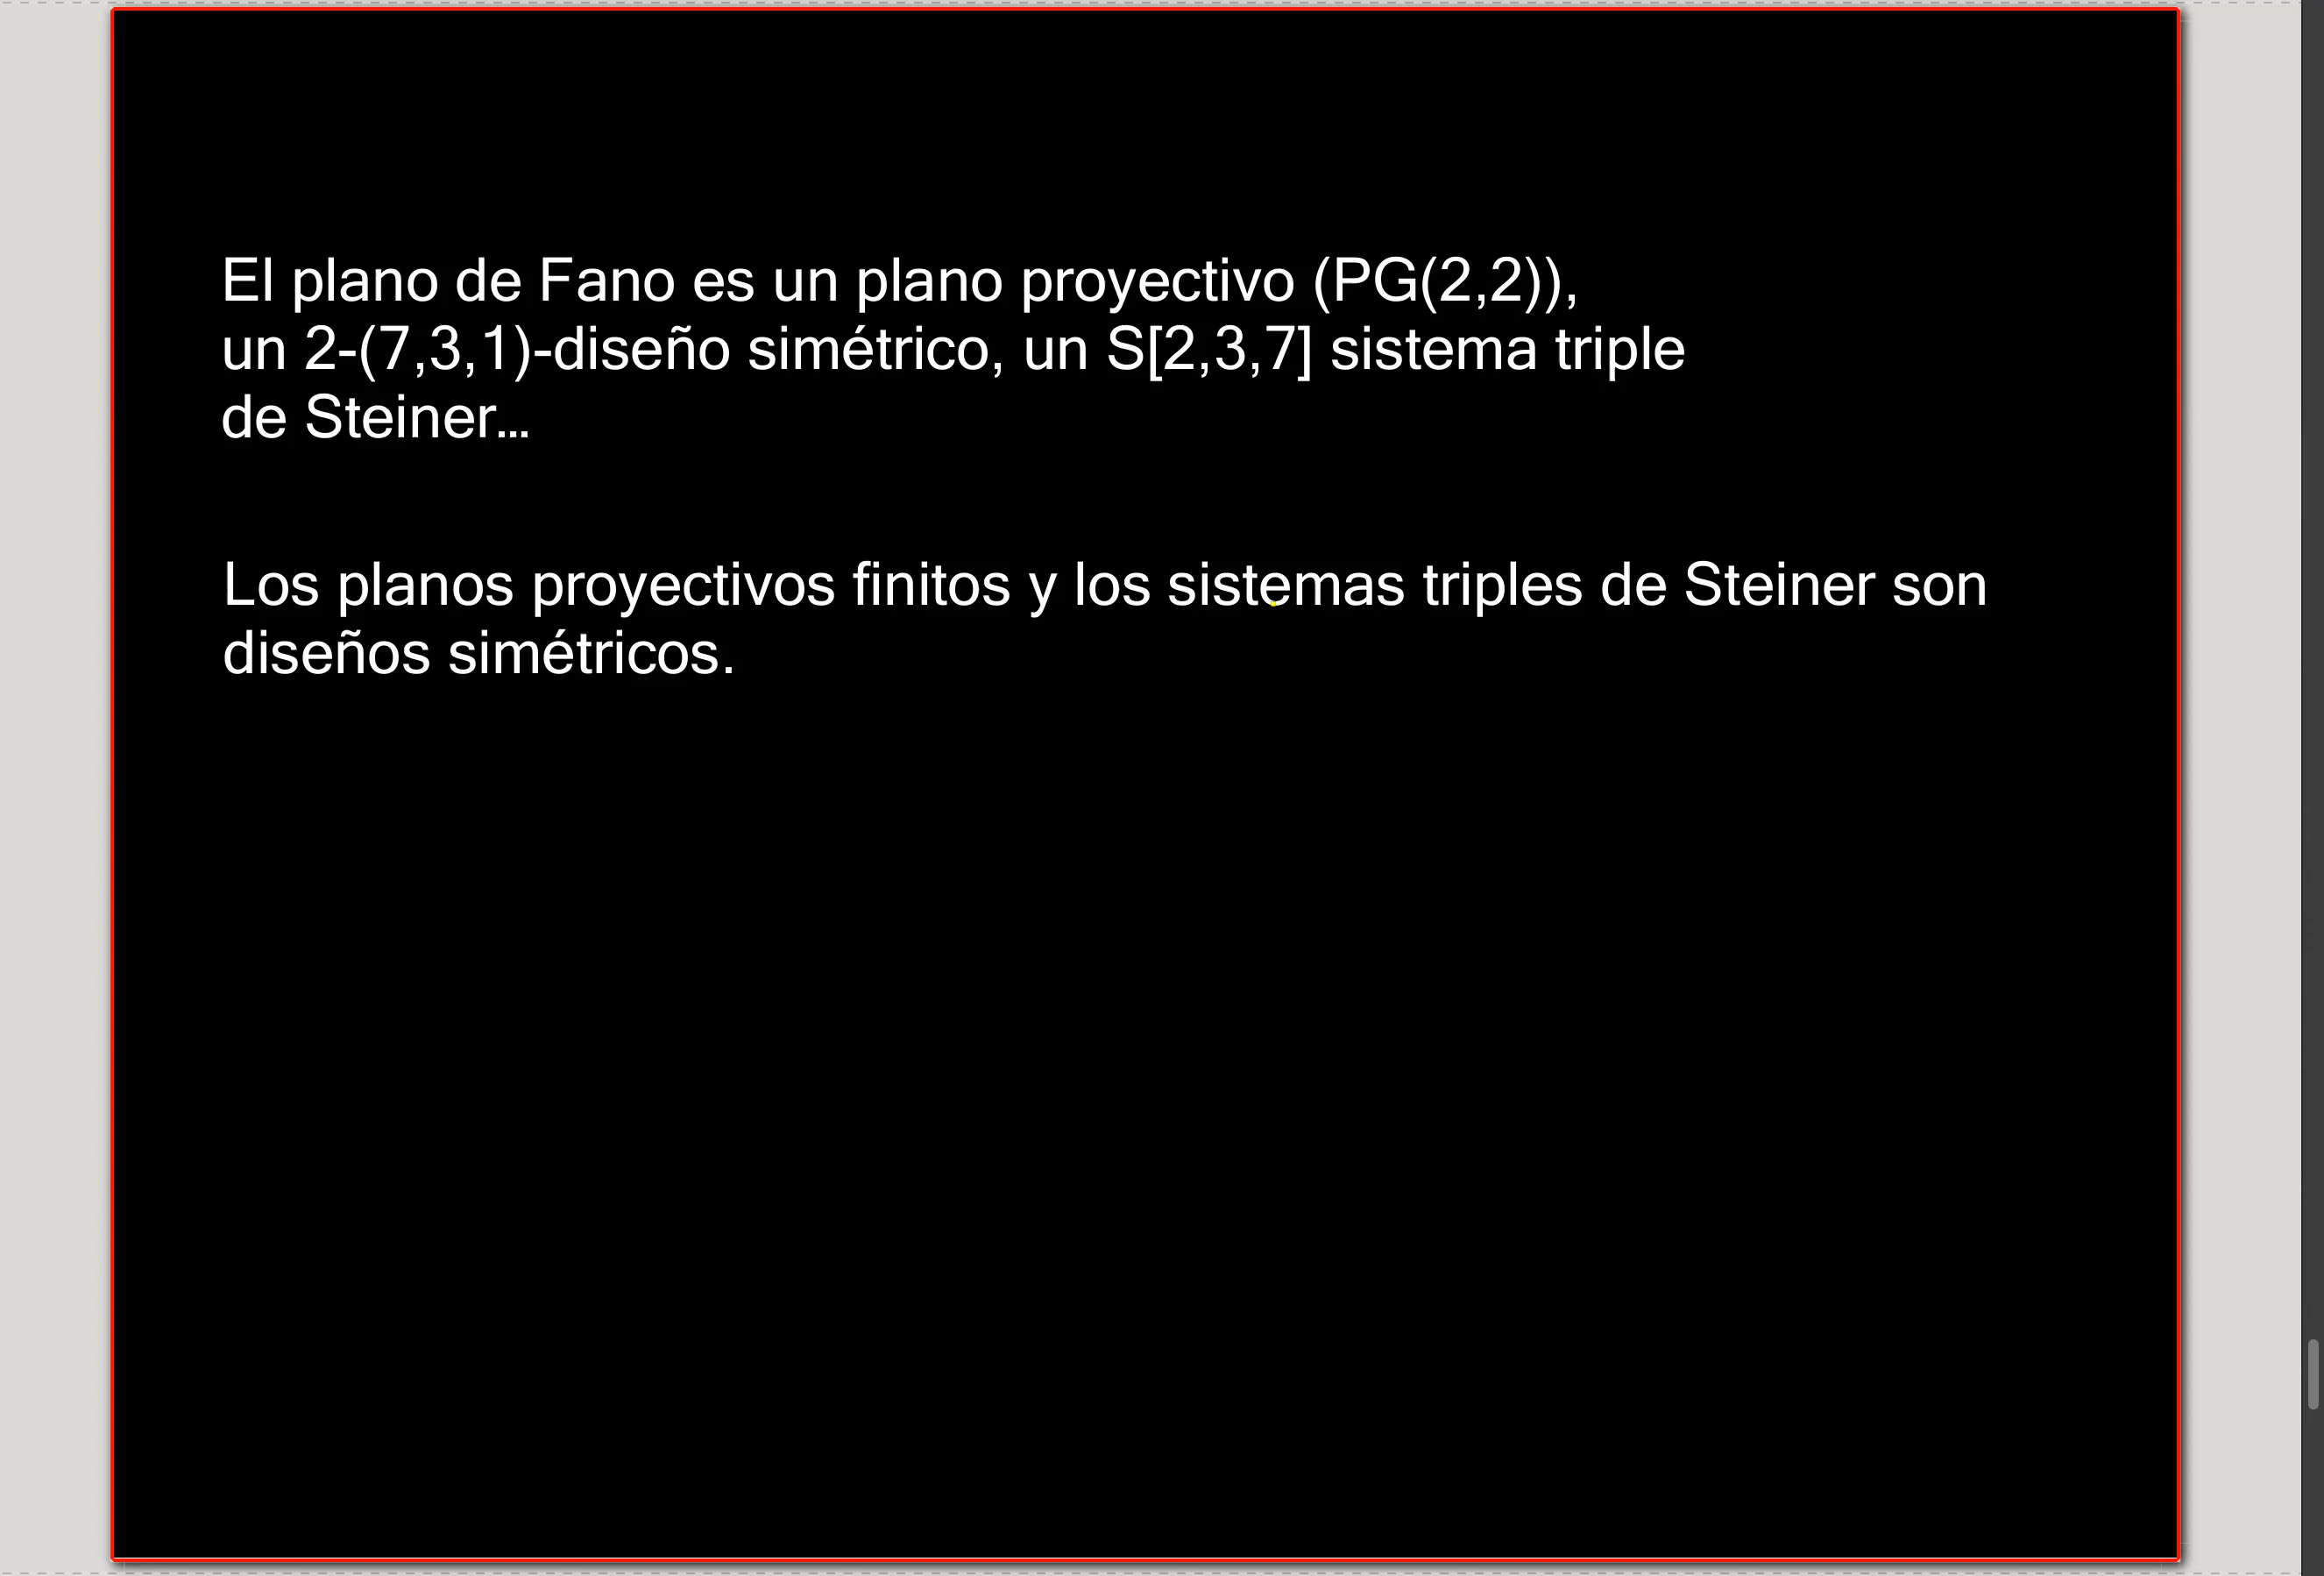 El plano de Fano es un plano proyectivo (PG(2,2)),
un 2-(7,3,1)-diseño simétrico, un S[2,3,7] sistema triple
de Steiner...
Los planos proyectivos finitos y los sistemas triples de Steiner son
diseños simétricos.